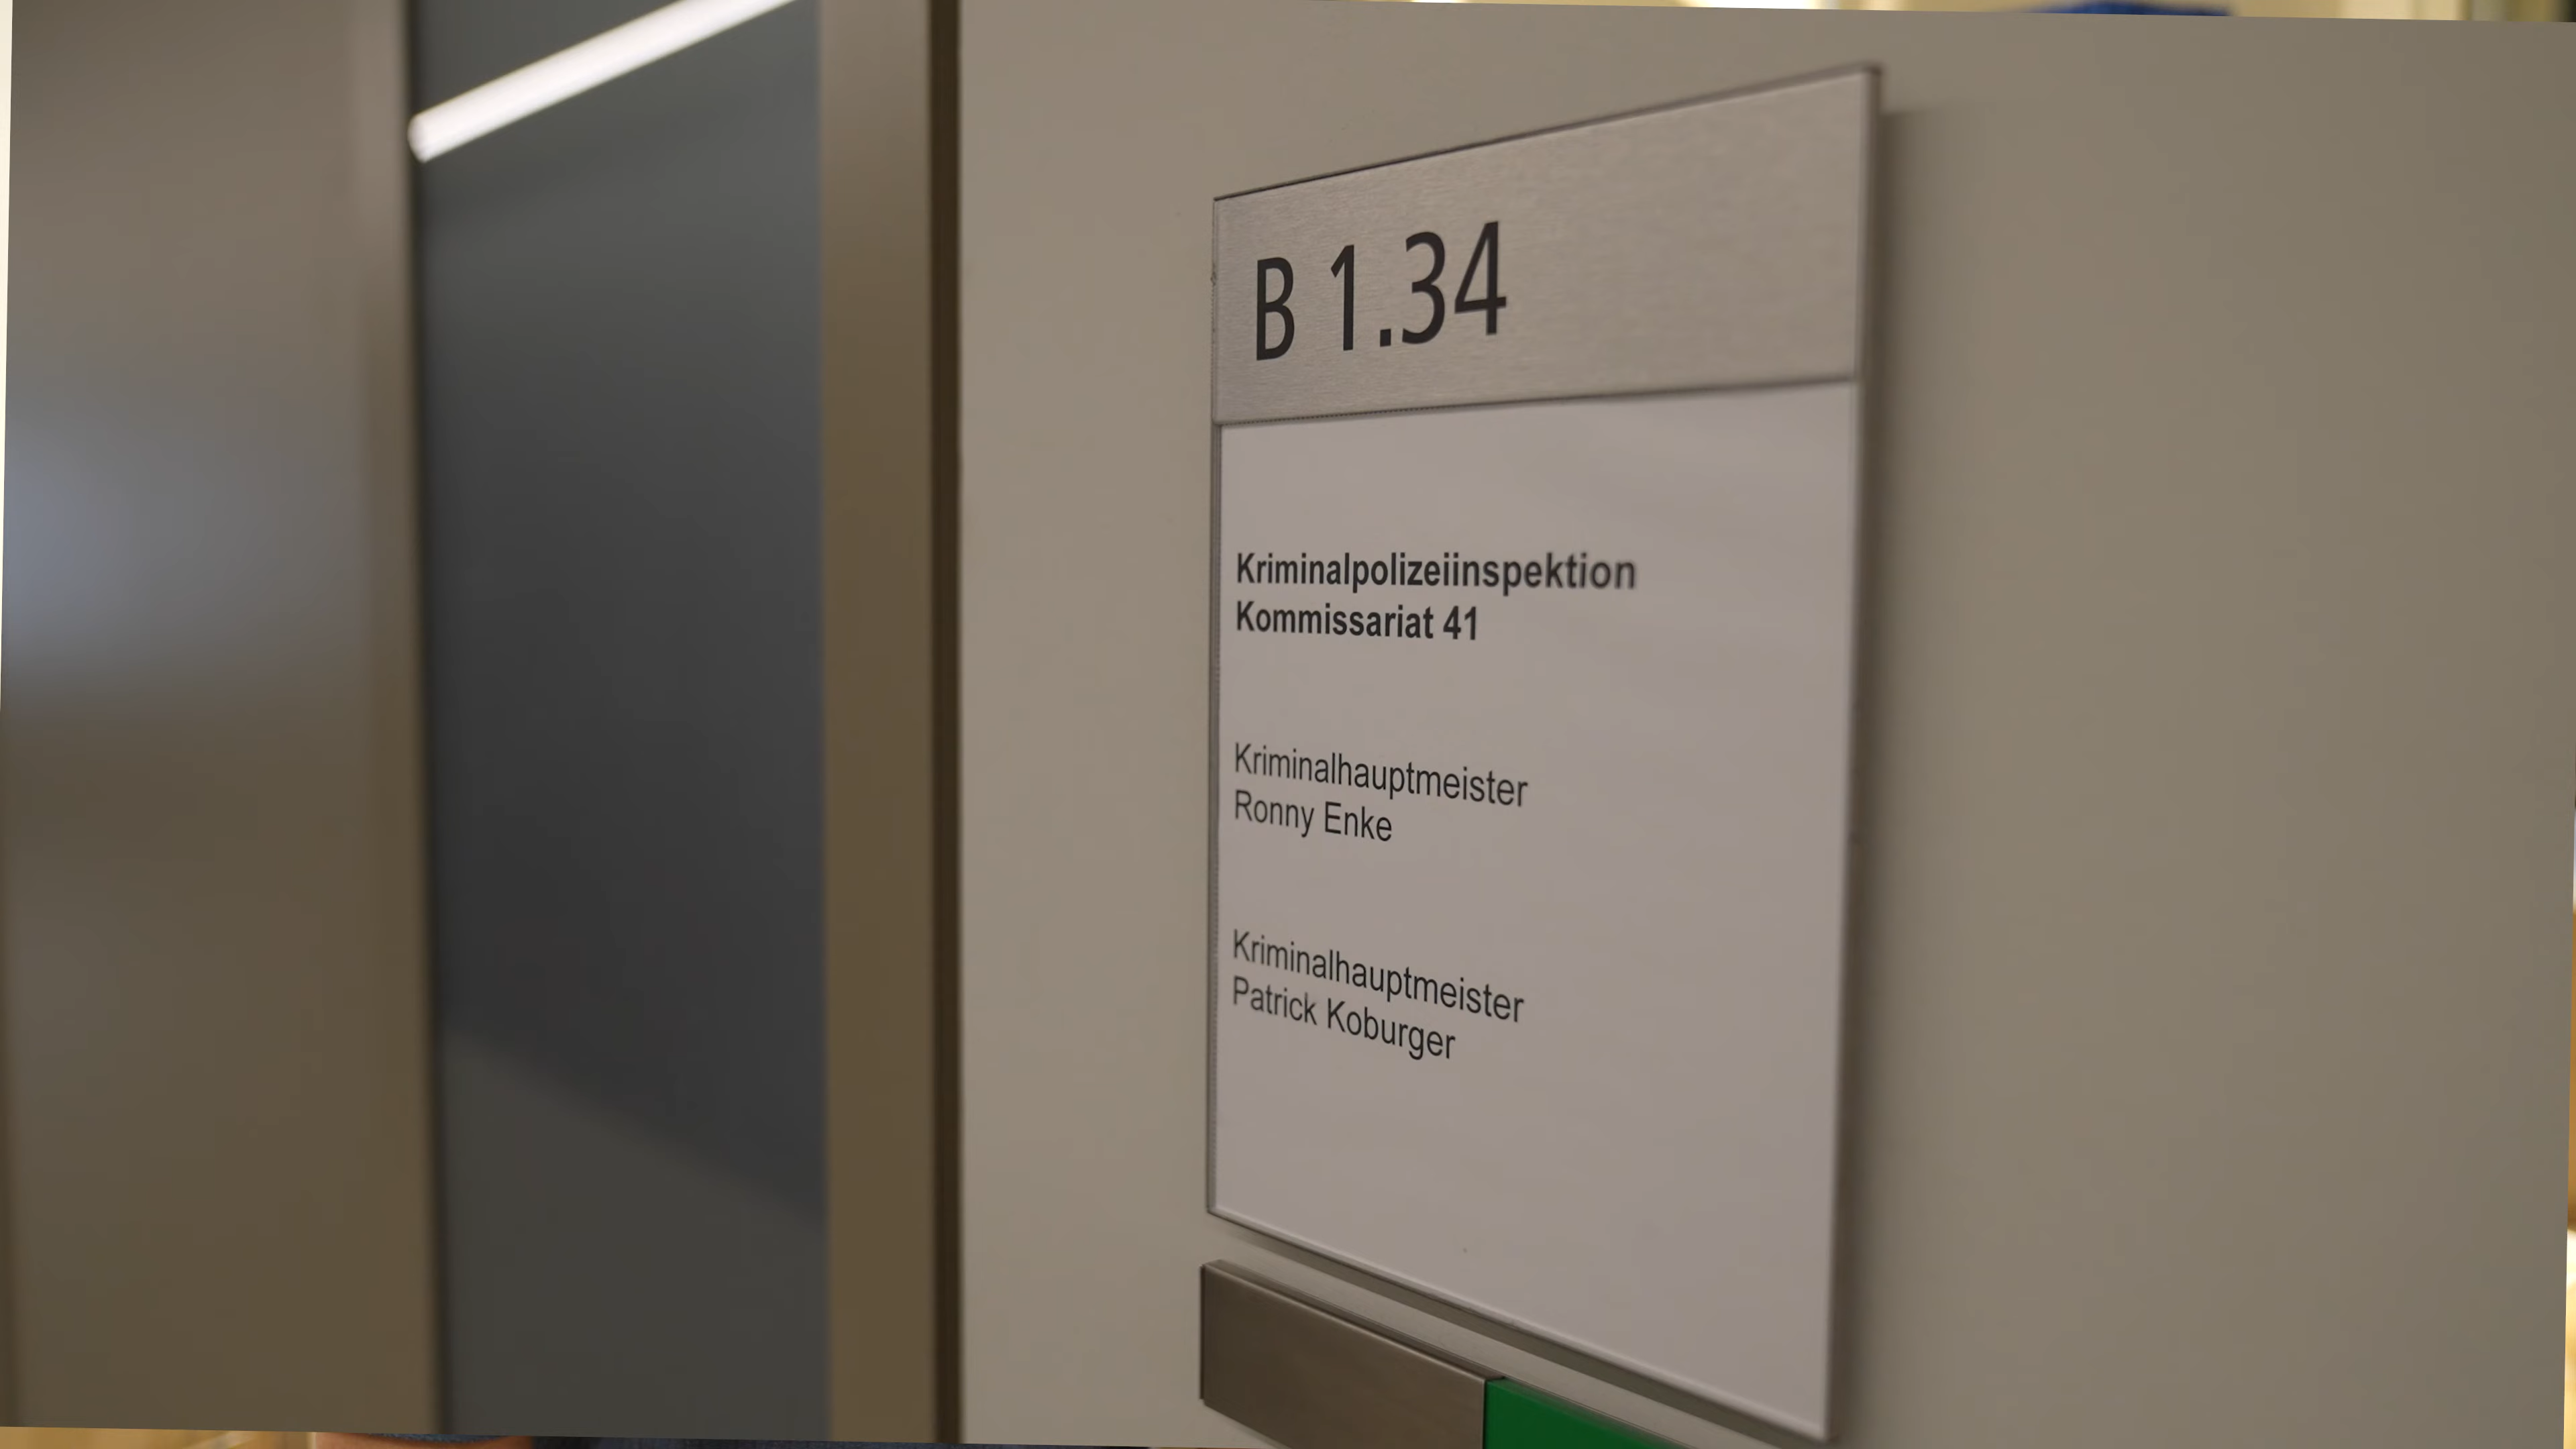 B 1.34
Kriminalpolizeiinspektion
Kommissariat 41
Kriminalhauptmeister
Ronny Enke
Kriminalhauptmeister
Patrick Koburger